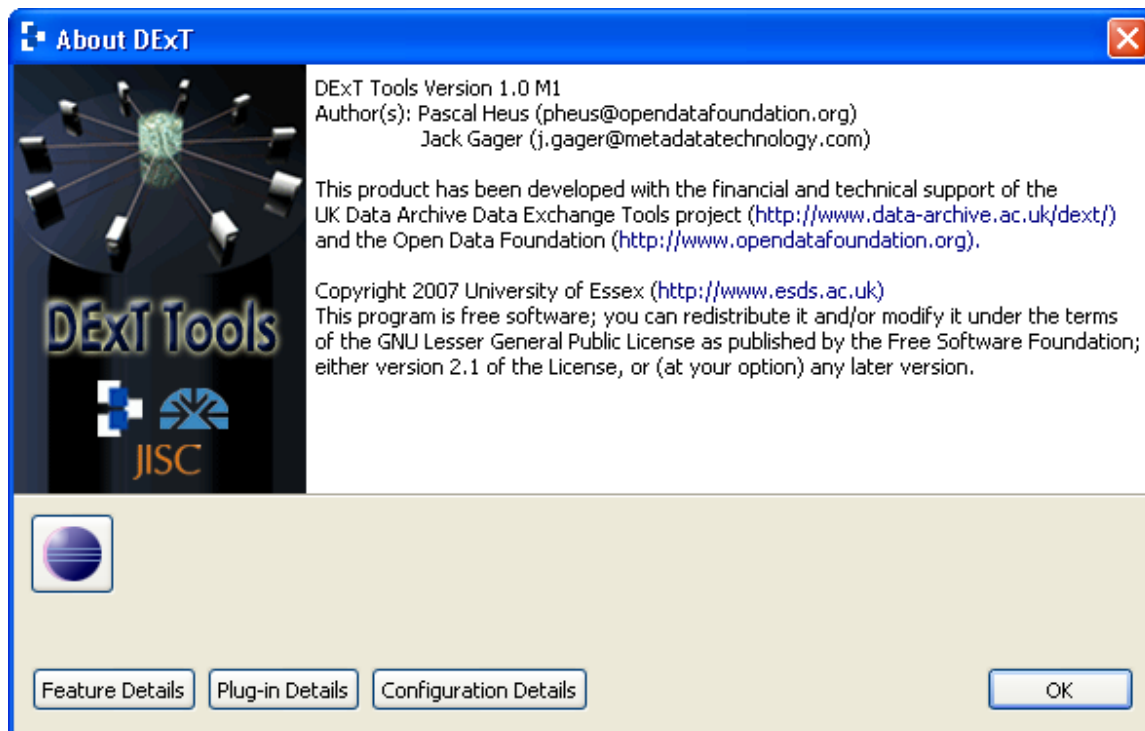 About DExT
DExT Tools Version 1.0 M1
Author(s): Pascal Heus (pheus@opendatafoundation.org)
Jack Gager (j.gager@metadatatechnology.com)
This product has been developed with the financial and technical support of the
UK Data Archive Data Exchange Tools project (http://www.data-archive.ac.uk/dext/)
and the Open Data Foundation (http://www.opendatafoundation.org).
Copyright 2007 University of Essex (http://www.esds.ac.uk)
This program is free software; you can redistribute it and/or modify it under the terms
of the GNU Lesser General Public License as published by the Free Software Foundation;
either version 2.1 of the License, or (at your option) any later version.
DExT Tools
JISC
Feature Details
Plug-in Details
Configuration Details
OK